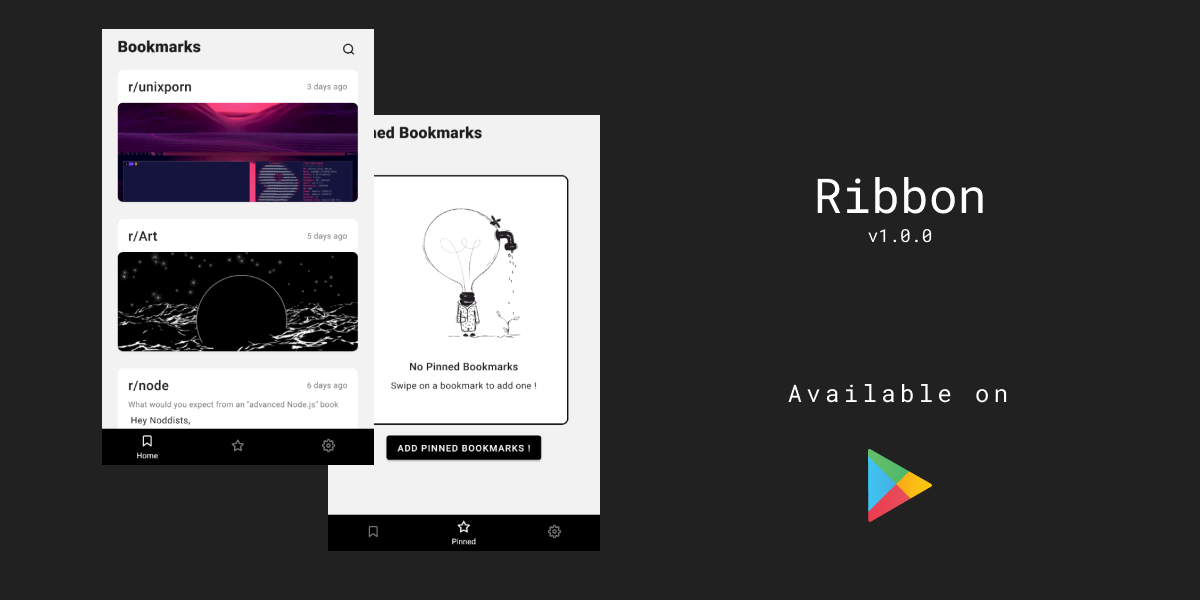 Bookmarks
r/unixporn
3 days ago
r/Art
5 days ago
r/node
6 days ago
What would you expect from an "advanced Node.js" book
Hey Noddists,
Home
ned Bookmarks
No Pinned Bookmarks
Swipe on a bookmark to add one !
ADD PINNED BOOKMARKS !
Pinned
Ribbon
v1.0.0
Available on